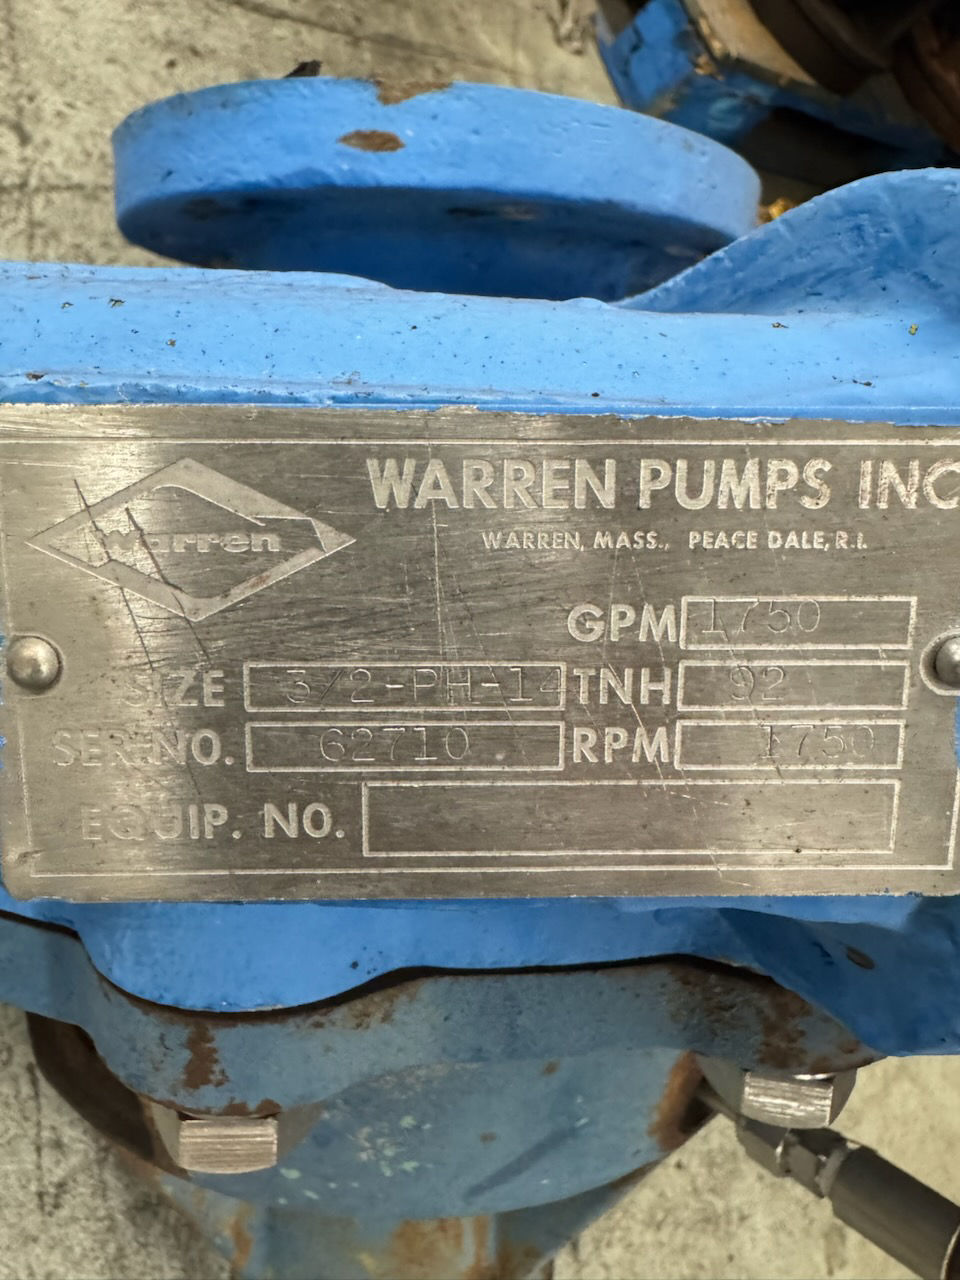 Warren
WARREN PUMPS INC
WARREN, MASS., PEACE DALE, R.I.
GPM 1750
SIZE 3/2-PH-14 TNH 92
SER. NO. 62710 RPM 1750
EQUIP. NO.